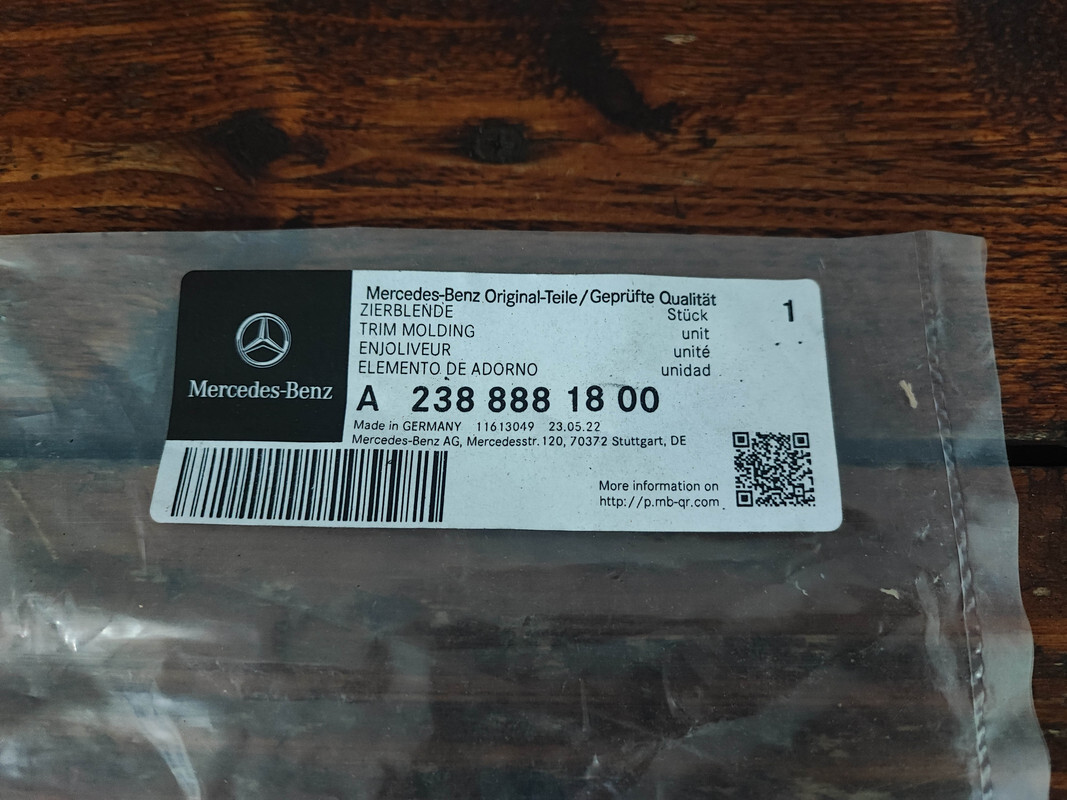 Mercedes-Benz
Mercedes-Benz Original-Teile/Geprüfte Qualität
ZIERBLENDE Stück 1
TRIM MOLDING unit
ENJOLIVEUR unité
ELEMENTO DE ADORNO unidad
A 238 888 18 00
Made in GERMANY 11613049 23.05.22
Mercedes-Benz AG, Mercedesstr.120, 70372 Stuttgart, DE
More information on
http://p.mb-qr.com